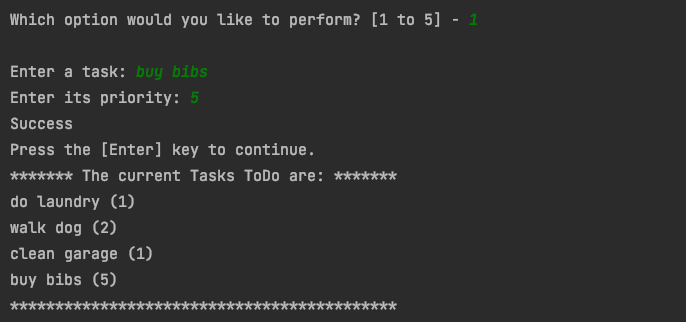 Which option would you like to perform? [1 to 5] - 1
Enter a task: buy bibs
Enter its priority: 5
Success
Press the [Enter] key to continue.
******* The current Tasks ToDo are: *******
do laundry (1)
walk dog (2)
clean garage (1)
buy bibs (5)
*******************************************